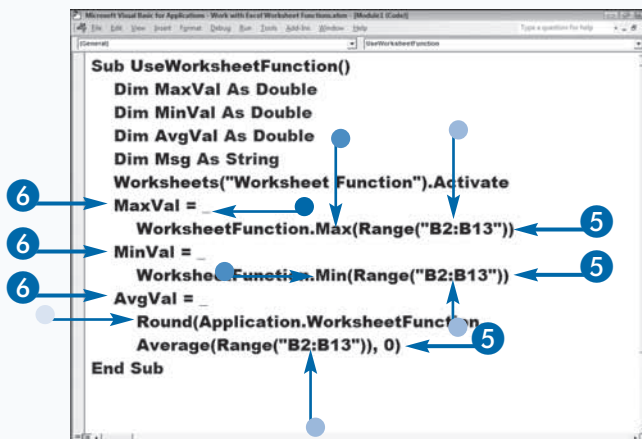 Microsoft Visual Basic for Applications - Work with Excel Worksheet Functions.xlsm - [Module1 (Code)]
File Edit View Insert Format Debug Run Tools Add-Ins Window Help Type a question for help
(General) UseWorksheetFunction
Sub UseWorksheetFunction()
Dim MaxVal As Double
Dim MinVal As Double
Dim AvgVal As Double
Dim Msg As String
Worksheets("Worksheet Function").Activate
6 MaxVal = _
WorksheetFunction.Max(Range("B2:B13")) 5
6 MinVal = _
WorksheetFunction.Min(Range("B2:B13")) 5
6 AvgVal = _
Round(Application.WorksheetFunction
Average(Range("B2:B13")), 0) 5
End Sub